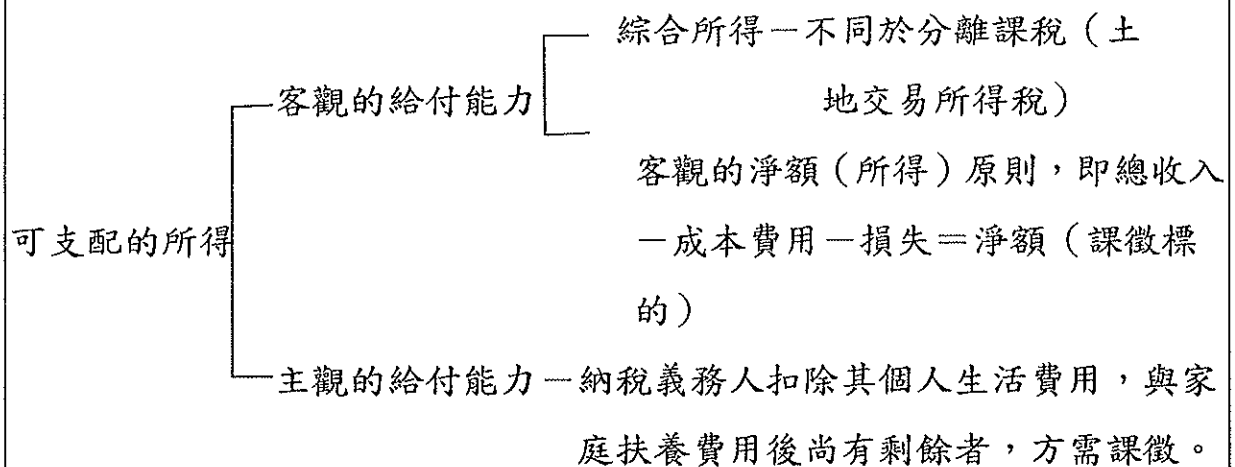 綜合所得－不同於分離課稅（土
地交易所得稅）
客觀的給付能力
客觀的淨額（所得）原則，即總收入
－成本費用－損失＝淨額（課徵標
的）
可支配的所得
主觀的給付能力－納稅義務人扣除其個人生活費用，與家
庭扶養費用後尚有剩餘者，方需課徵。